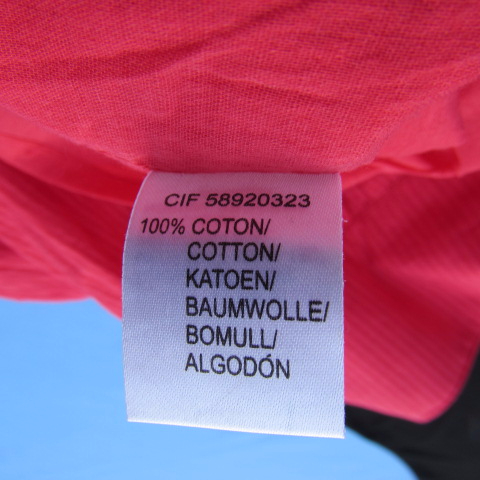 CIF 58920323
100% COTON/
COTTON/
KATOEN/
BAUMWOLLE/
BOMULL/
ALGODÓN